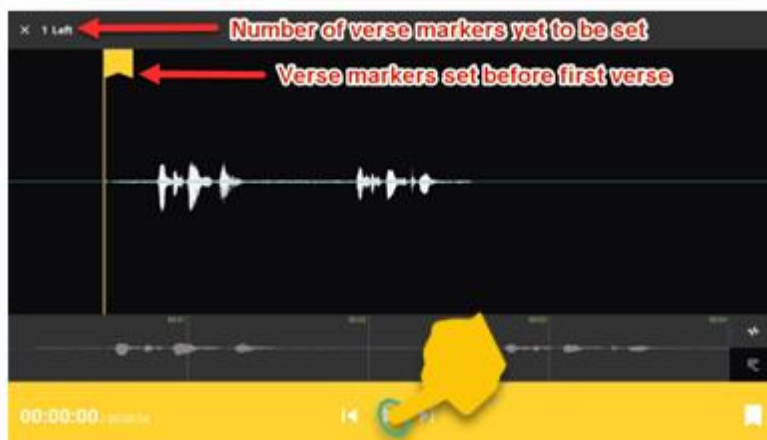 1 Left
Number of verse markers yet to be set
Verse markers set before first verse
00:00:00